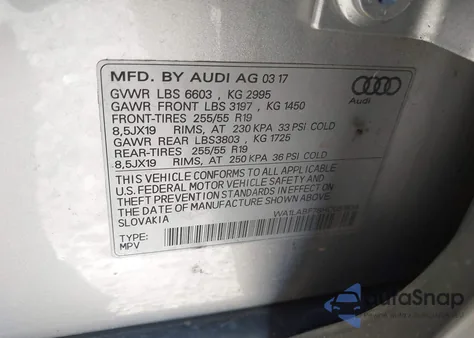 MFD. BY AUDI AG 03 17
GVWR LBS 6603 , KG 2995
GAWR FRONT LBS 3197 , KG 1450
FRONT-TIRES 255/55 R19
8,5JX19 RIMS, AT 230 KPA 33 PSI COLD
GAWR REAR LBS3803 , KG 1725
REAR-TIRES 255/55 R19
8,5JX19 RIMS, AT 250 KPA 36 PSI COLD
Audi
THIS VEHICLE CONFORMS TO ALL APPLICABLE
U.S. FEDERAL MOTOR VEHICLE SAFETY AND
THEFT PREVENTION STANDARDS IN EFFECT ON
THE DATE OF MANUFACTURE SHOWN ABOVE
SLOVAKIA
TYPE:
MPV
AutoSnap